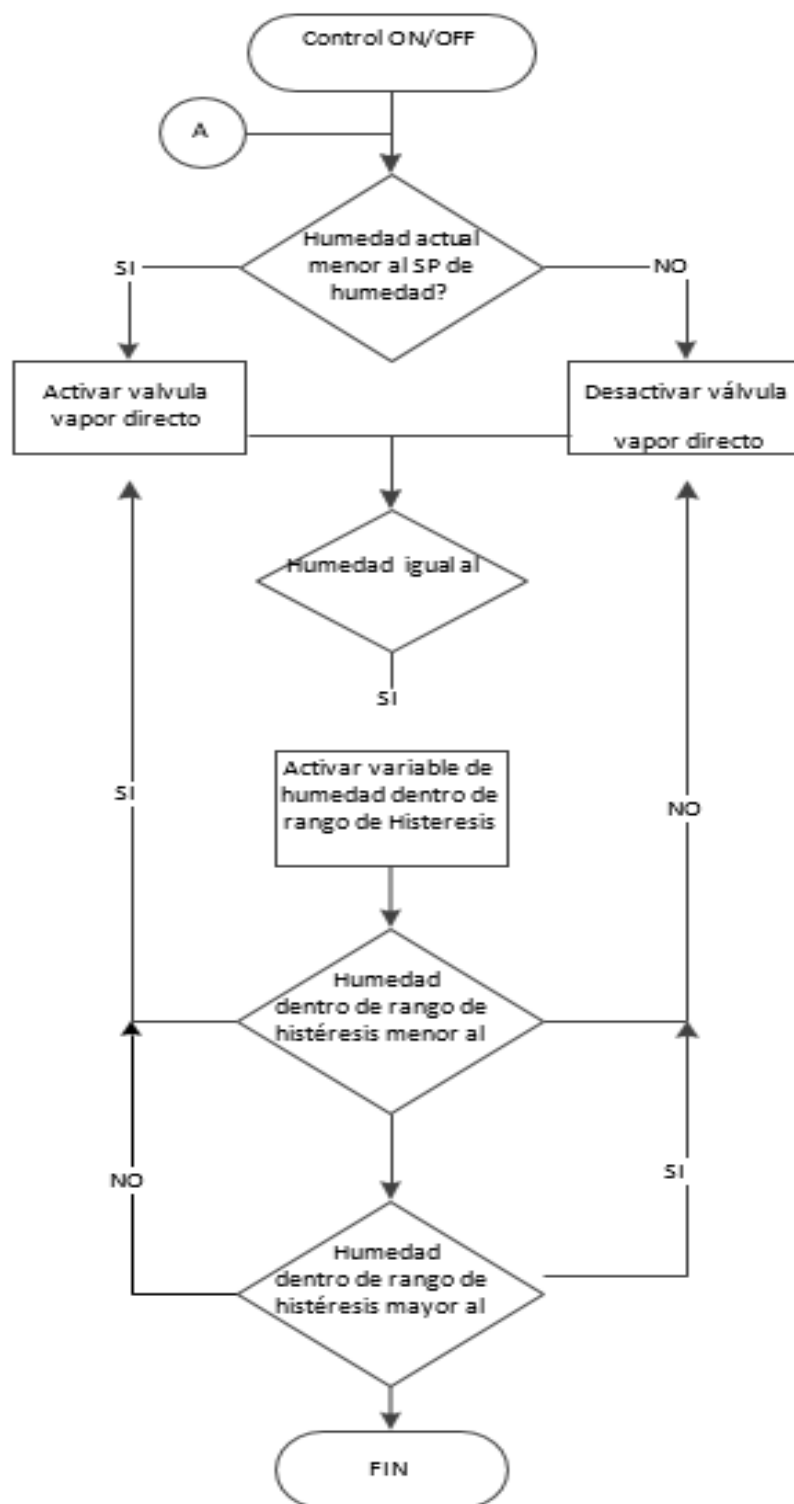 Control ON/OFF
A
Humedad actual
menor al SP de
humedad?
SI
NO
Activar valvula
vapor directo
Desactivar válvula
vapor directo
Humedad igual al
SI
Activar variable de
humedad dentro de
rango de Histeresis
SI
NO
Humedad
dentro de rango de
histéresis menor al
NO
SI
Humedad
dentro de rango de
histéresis mayor al
FIN